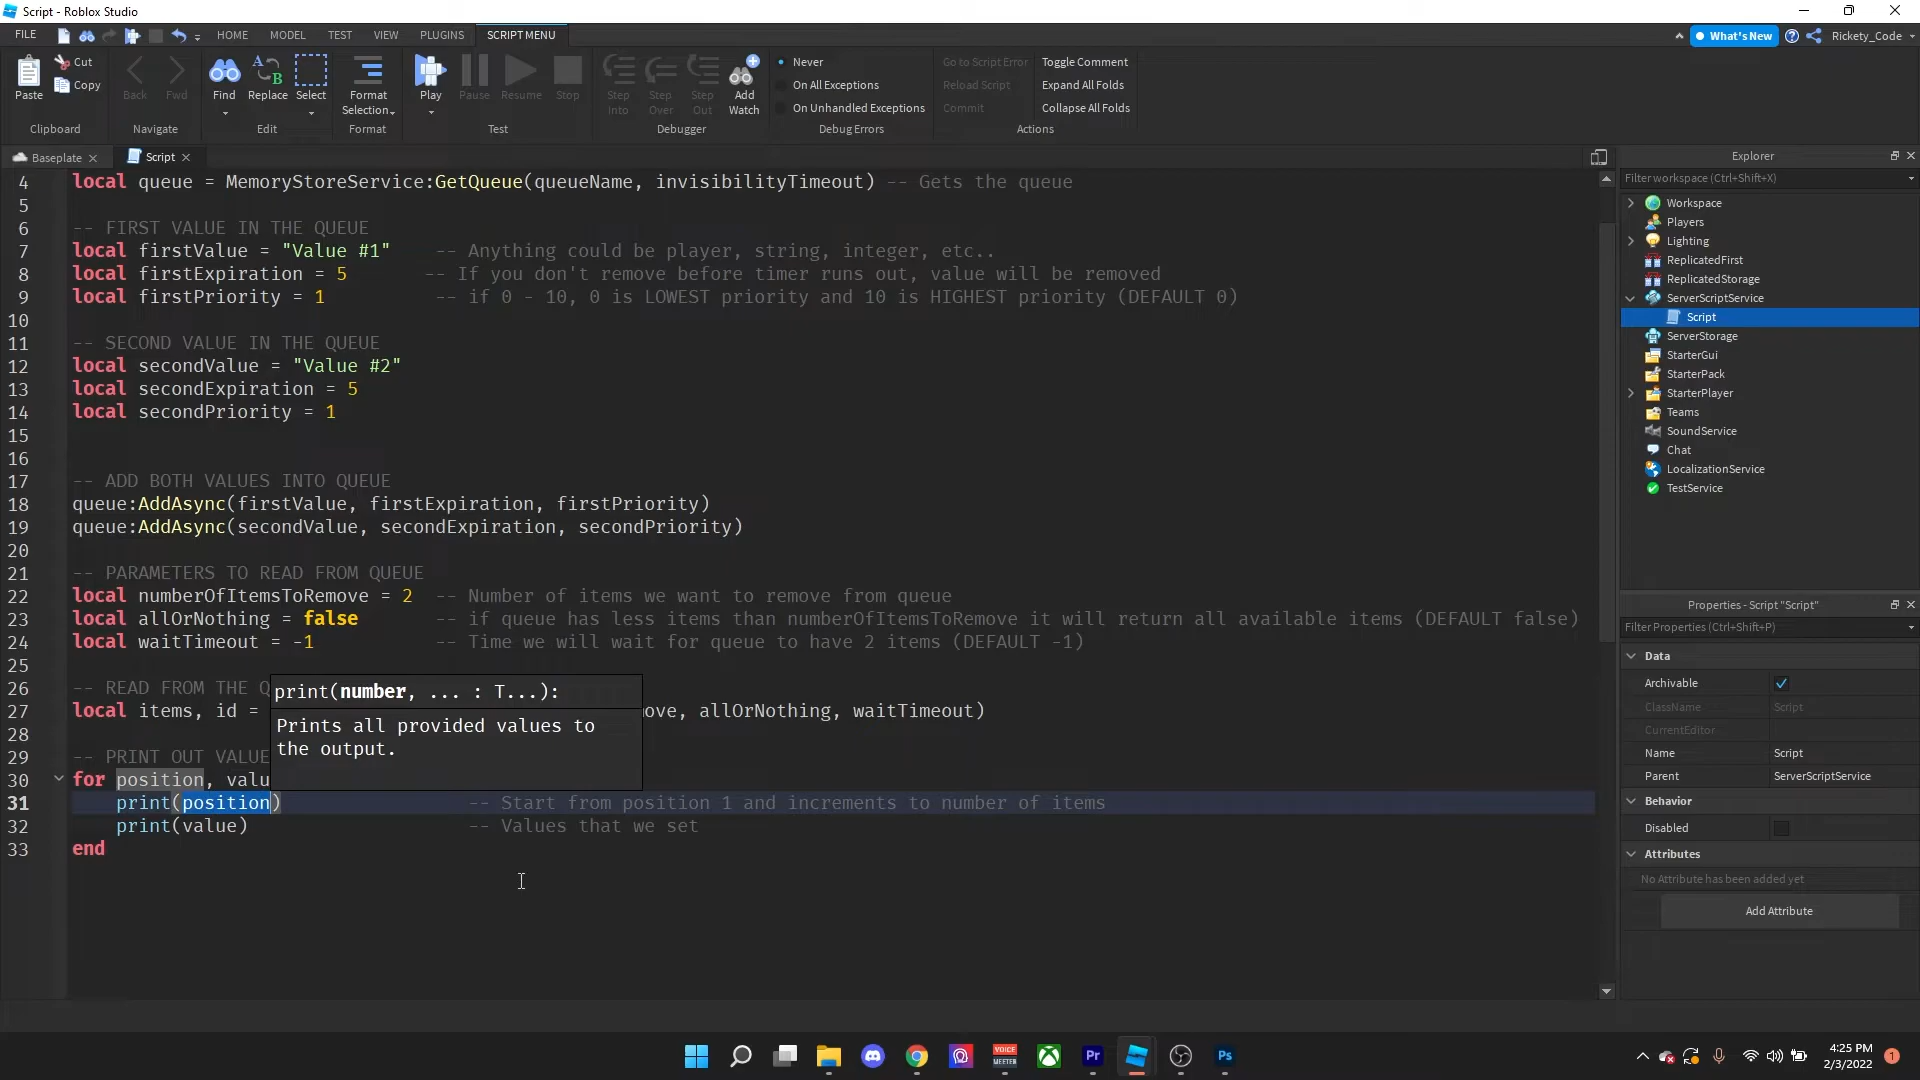 Script - Roblox Studio
FILE HOME MODEL TEST VIEW PLUGINS SCRIPT MENU What's New Rickety_Code
Cut
Copy
Paste
Clipboard
Back Fwd
Navigate
Find Replace Select
Edit
Format
Selection
Format
Play Pause Resume Stop
Test
Step Into
Step Over
Step Out
Add Watch
Debugger
Never
On All Exceptions
On Unhandled Exceptions
Debug Errors
Go to Script Error
Reload Script
Commit
Toggle Comment
Expand All Folds
Collapse All Folds
Actions
Baseplate Script
4 local queue = MemoryStoreService:GetQueue(queueName, invisibilityTimeout) -- Gets the queue
5
6 -- FIRST VALUE IN THE QUEUE
7 local firstValue = "Value #1" -- Anything could be player, string, integer, etc..
8 local firstExpiration = 5 -- If you don't remove before timer runs out, value will be removed
9 local firstPriority = 1 -- if 0 - 10, 0 is LOWEST priority and 10 is HIGHEST priority (DEFAULT 0)
10
11 -- SECOND VALUE IN THE QUEUE
12 local secondValue = "Value #2"
13 local secondExpiration = 5
14 local secondPriority = 1
15
16
17 -- ADD BOTH VALUES INTO QUEUE
18 queue:AddAsync(firstValue, firstExpiration, firstPriority)
19 queue:AddAsync(secondValue, secondExpiration, secondPriority)
20
21 -- PARAMETERS TO READ FROM QUEUE
22 local numberOfItemsToRemove = 2 -- Number of items we want to remove from queue
23 local allOrNothing = false -- if queue has less items than numberOfItemsToRemove it will return all available items (DEFAULT false)
24 local waitTimeout = -1 -- Time we will wait for queue to have 2 items (DEFAULT -1)
25
26 -- READ FROM THE Q
27 local items, id = ove, allOrNothing, waitTimeout)
28
29 -- PRINT OUT VALUE
30 for position, valu
31 print(position) -- Start from position 1 and increments to number of items
32 print(value) -- Values that we set
33 end
print(number, ... : T...):
Prints all provided values to
the output.
Explorer
Filter workspace (Ctrl+Shift+X)
Workspace
Players
Lighting
ReplicatedFirst
ReplicatedStorage
ServerScriptService
Script
ServerStorage
StarterGui
StarterPack
StarterPlayer
Teams
SoundService
Chat
LocalizationService
TestService
Properties - Script "Script"
Filter Properties (Ctrl+Shift+P)
Data
Archivable
ClassName Script
CurrentEditor
Name Script
Parent ServerScriptService
Behavior
Disabled
Attributes
No Attribute has been added yet
Add Attribute
VOICE
MEETER
Pr
Ps
4:25 PM
2/3/2022
1